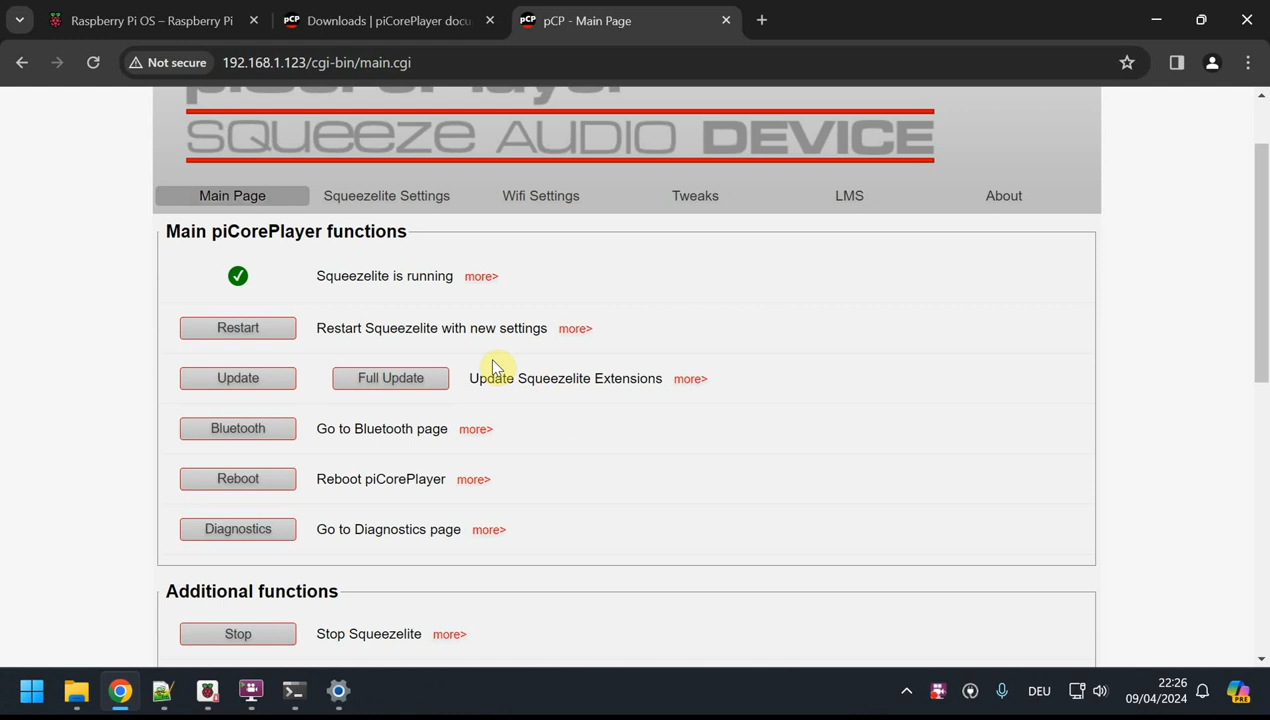 Raspberry Pi OS – Raspberry Pi
pCP
Downloads | piCorePlayer docu
pCP
pCP - Main Page
Not secure
192.168.1.123/cgi-bin/main.cgi
piCorePlayer
SQUEEZE AUDIO DEVICE
Main Page
Squeezelite Settings
Wifi Settings
Tweaks
LMS
About
Main piCorePlayer functions
Squeezelite is running more>
Restart
Restart Squeezelite with new settings more>
Update
Full Update
Update Squeezelite Extensions more>
Bluetooth
Go to Bluetooth page more>
Reboot
Reboot piCorePlayer more>
Diagnostics
Go to Diagnostics page more>
Additional functions
Stop
Stop Squeezelite more>
DEU
22:26
09/04/2024
PRE